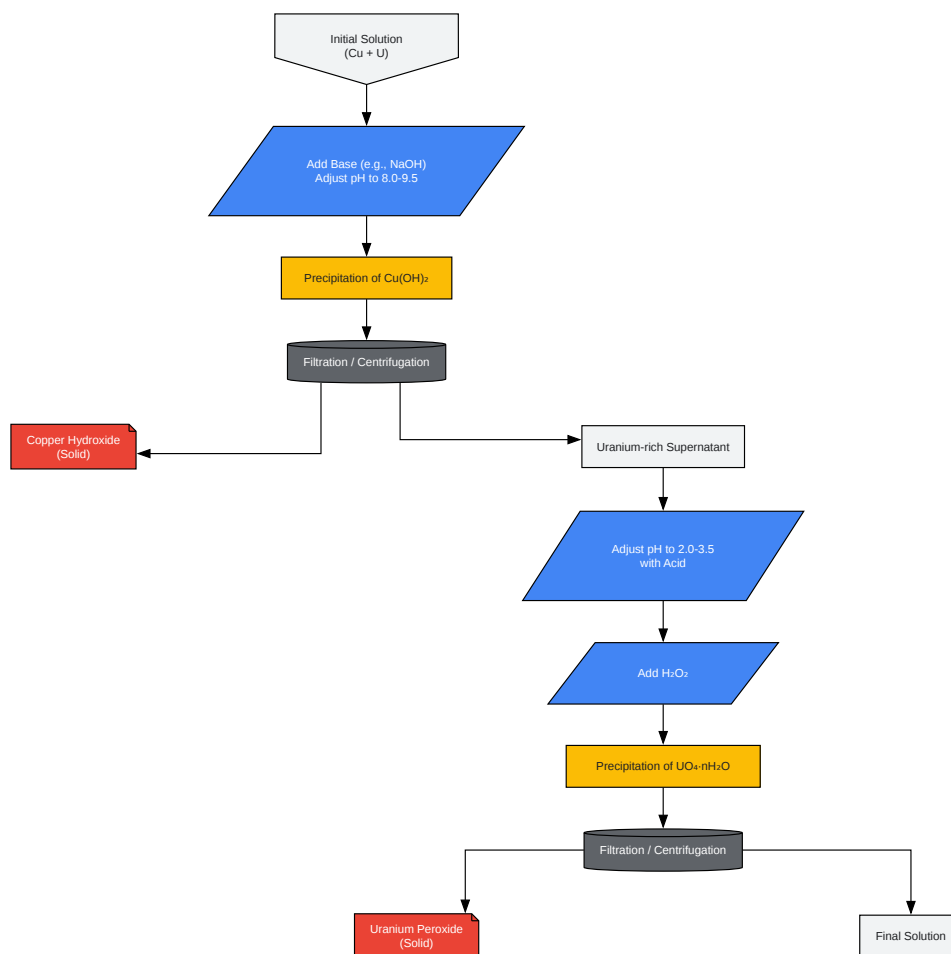 Initial Solution
(Cu + U)
Add Base (e.g., NaOH)
Adjust pH to 8.0-9.5
Precipitation of Cu(OH)₂
Filtration / Centrifugation
Copper Hydroxide
(Solid)
Uranium-rich Supernatant
Adjust pH to 2.0-3.5
with Acid
Add H₂O₂
Precipitation of UO₄·nH₂O
Filtration / Centrifugation
Uranium Peroxide
(Solid)
Final Solution